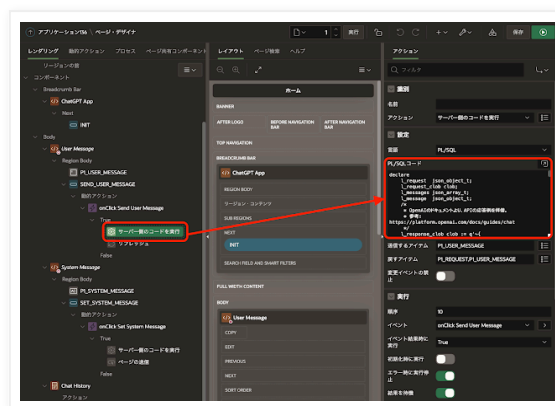 アプリケーション136 \ ページ・デザイナ
1
実行
保存
レンダリング 動的アクション プロセス ページ共有コンポーネント
リージョンの前
コンポーネント
Breadcrumb Bar
ChatGPT App
Next
INIT
Body
User Message
Region Body
P1_USER_MESSAGE
SEND_USER_MESSAGE
動的アクション
onClick Send User Message
True
サーバー側のコードを実行
リフレッシュ
False
System Message
Region Body
P1_SYSTEM_MESSAGE
SET_SYSTEM_MESSAGE
動的アクション
onClick Set System Message
True
サーバー側のコードを実行
ページの送信
False
Chat History
アクション
レイアウト ページ検索 ヘルプ
ホーム
BANNER
AFTER LOGO
BEFORE NAVIGATION BAR
AFTER NAVIGATION BAR
TOP NAVIGATION
BREADCRUMB BAR
ChatGPT App
REGION BODY
リージョン・コンテンツ
SUB REGIONS
NEXT
INIT
SEARCH FIELD AND SMART FILTERS
FULL WIDTH CONTENT
BODY
User Message
COPY
EDIT
PREVIOUS
NEXT
SORT ORDER
アクション
フィルタ
識別
名前
アクション サーバー側のコードを実行
設定
言語 PL/SQL
PL/SQLコード
declare
l_request json_object_t;
l_request_clob clob;
l_messages json_array_t;
l_message json_object_t;
/*
* OpenAIのドキュメントより、APIの応答例を拝借。
* 参考:
https://platform.openai.com/docs/guides/chat
*/
l_response_clob clob := q'~{
送信するアイテム P1_USER_MESSAGE
戻すアイテム P1_REQUEST,P1_USER_MESSAGE
変更イベントの禁止
実行
順序 10
イベント onClick Send User Message
イベント結果時に実行 True
初期化時に実行
エラー時に実行停止
結果を待機